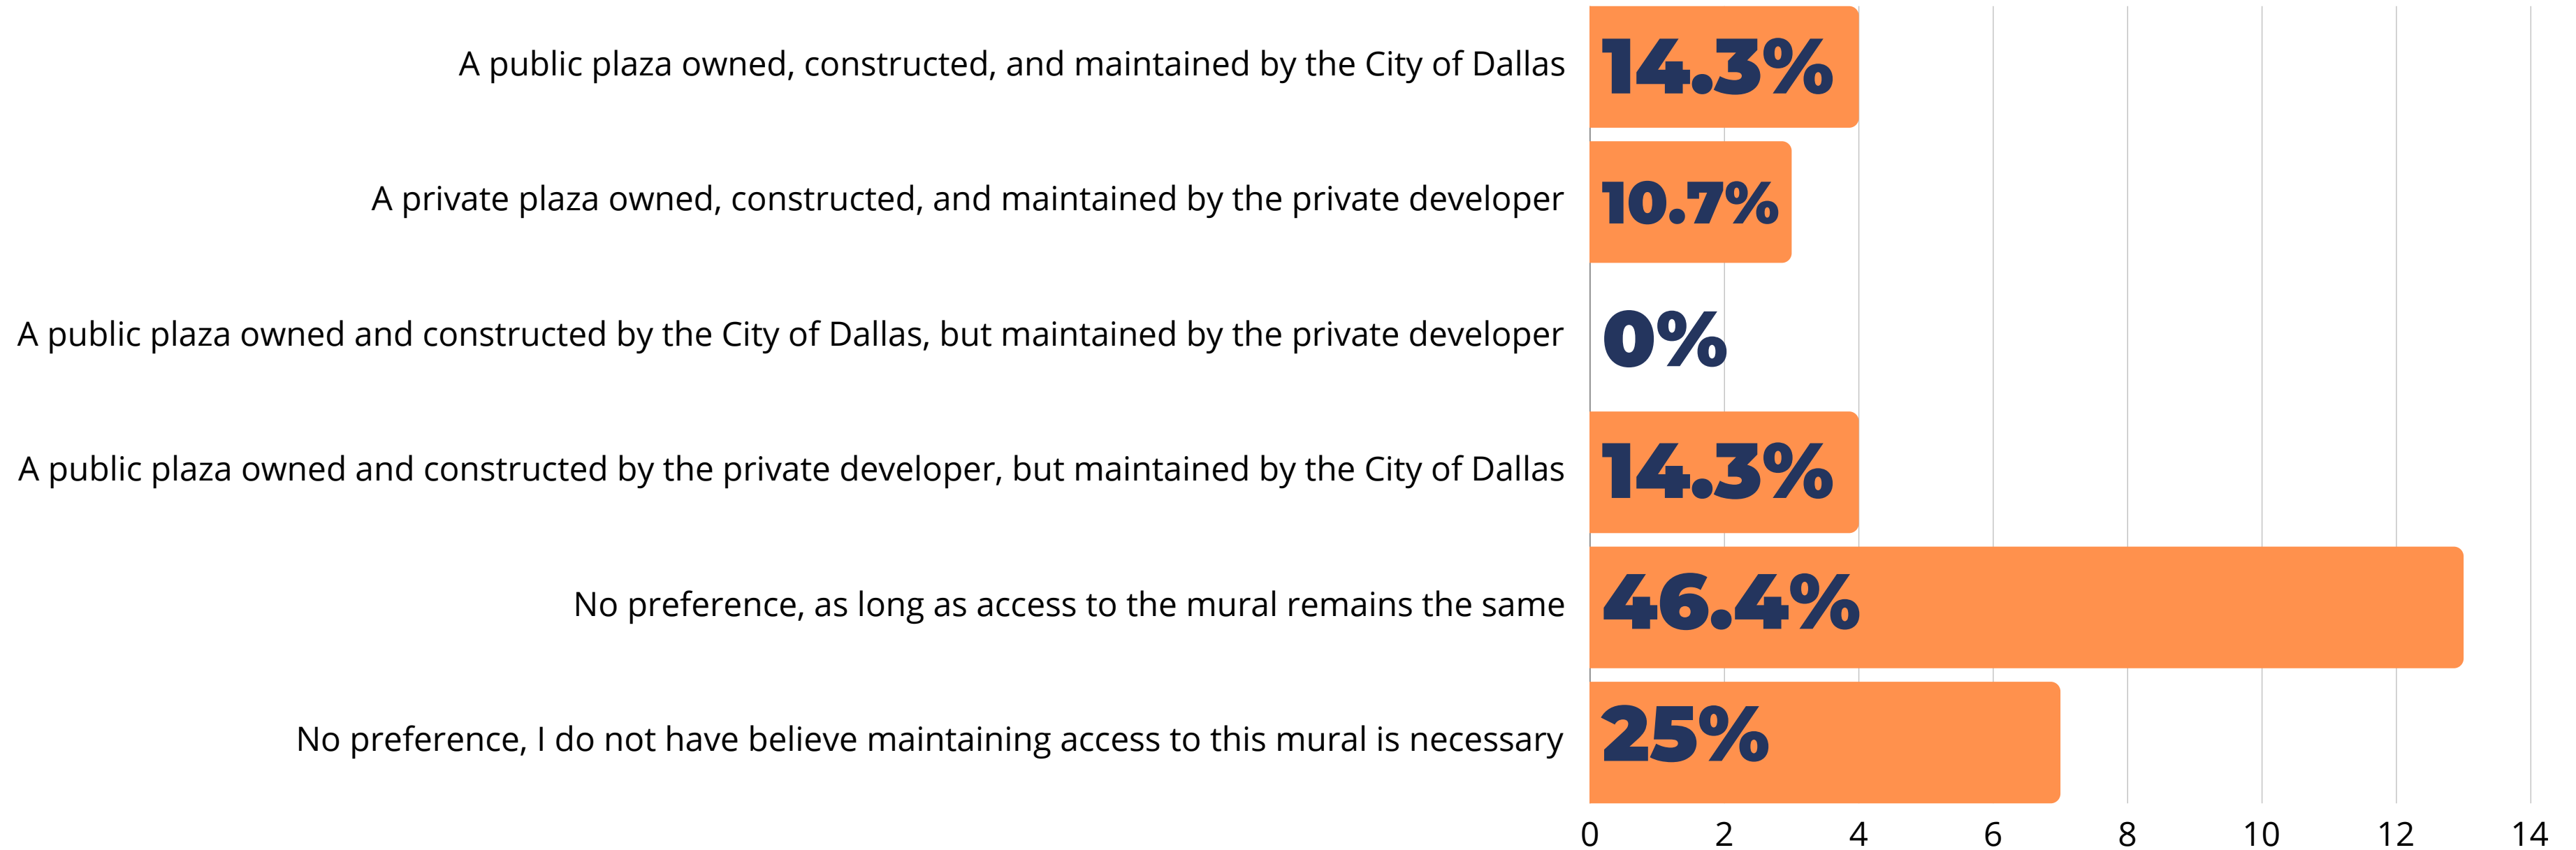 A public plaza owned, constructed, and maintained by the City of Dallas 14.3%
A private plaza owned, constructed, and maintained by the private developer 10.7%
A public plaza owned and constructed by the City of Dallas, but maintained by the private developer 0%
A public plaza owned and constructed by the private developer, but maintained by the City of Dallas 14.3%
No preference, as long as access to the mural remains the same 46.4%
No preference, I do not have believe maintaining access to this mural is necessary 25%
0 2 4 6 8 10 12 14